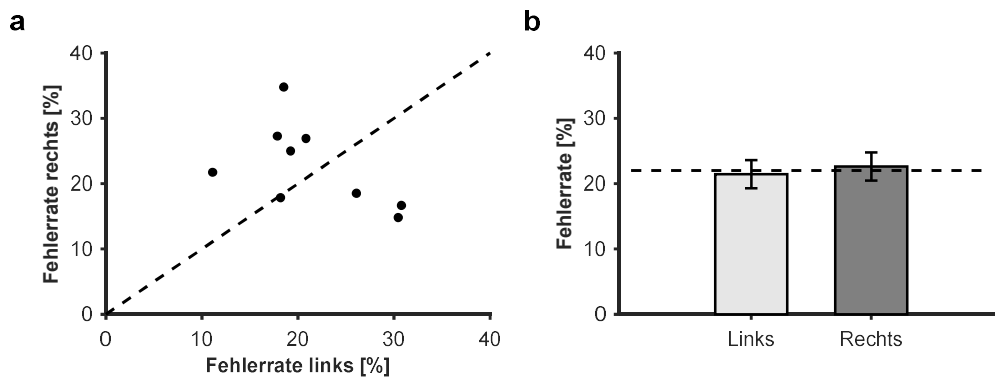 a
40
30
20
10
0
Fehlerrate rechts [%]
0 10 20 30 40
Fehlerrate links [%]
b
40
30
20
10
0
Fehlerrate [%]
Links Rechts